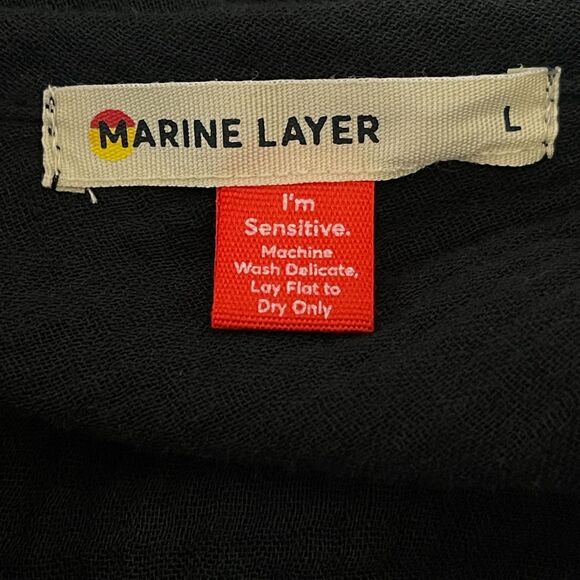 MARINE LAYER L
I'm
Sensitive.
Machine
Wash Delicate,
Lay Flat to
Dry Only